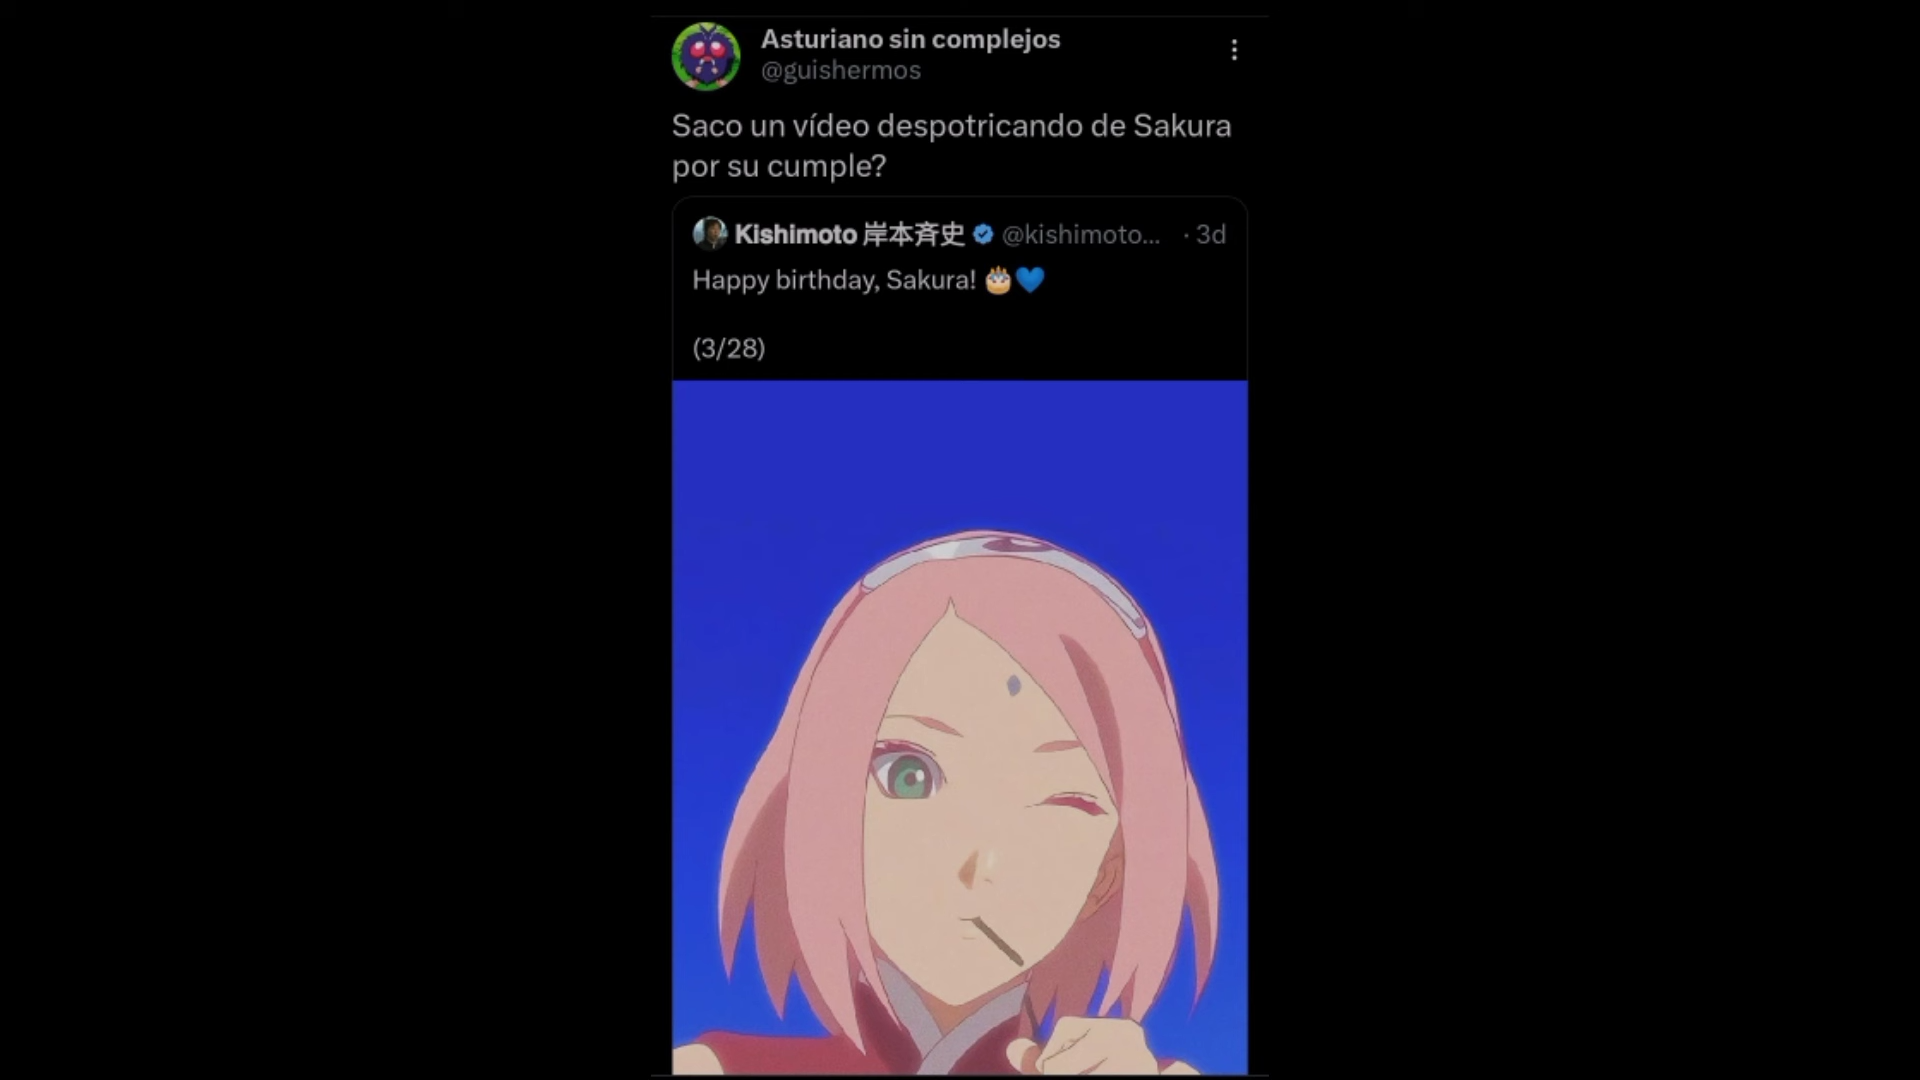 Asturiano sin complejos
@guishermos
Saco un vídeo despotricando de Sakura
por su cumple?
Kishimoto 岸本斉史 @kishimoto... · 3d
Happy birthday, Sakura! 🎂💙
(3/28)